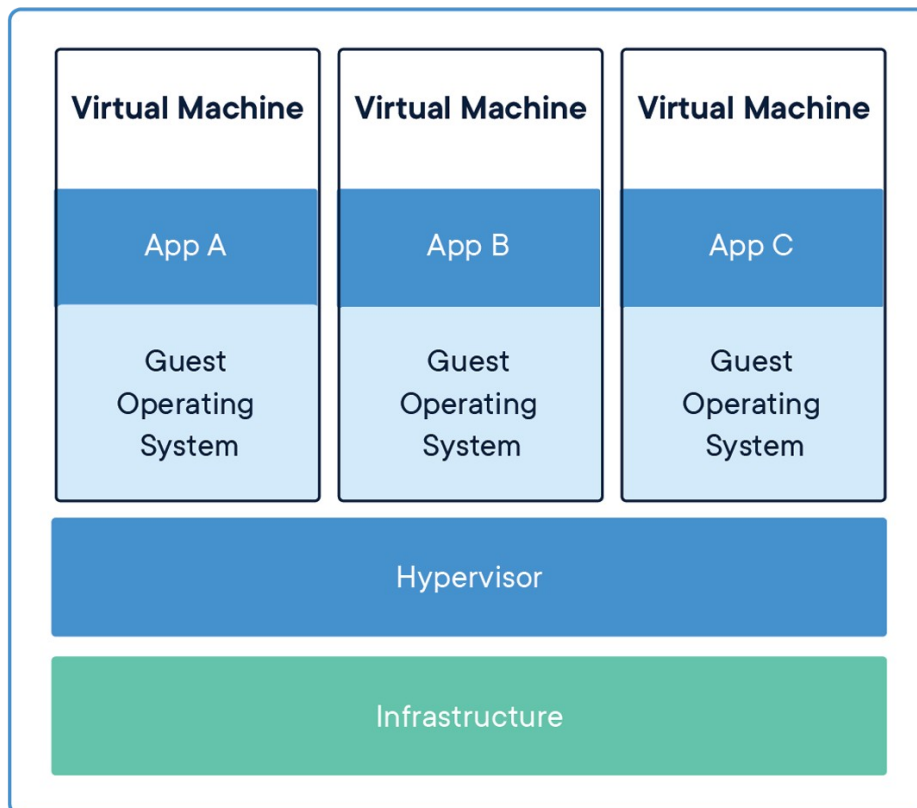 Virtual Machine
Virtual Machine
Virtual Machine
App A
App B
App C
Guest
Operating
System
Guest
Operating
System
Guest
Operating
System
Hypervisor
Infrastructure